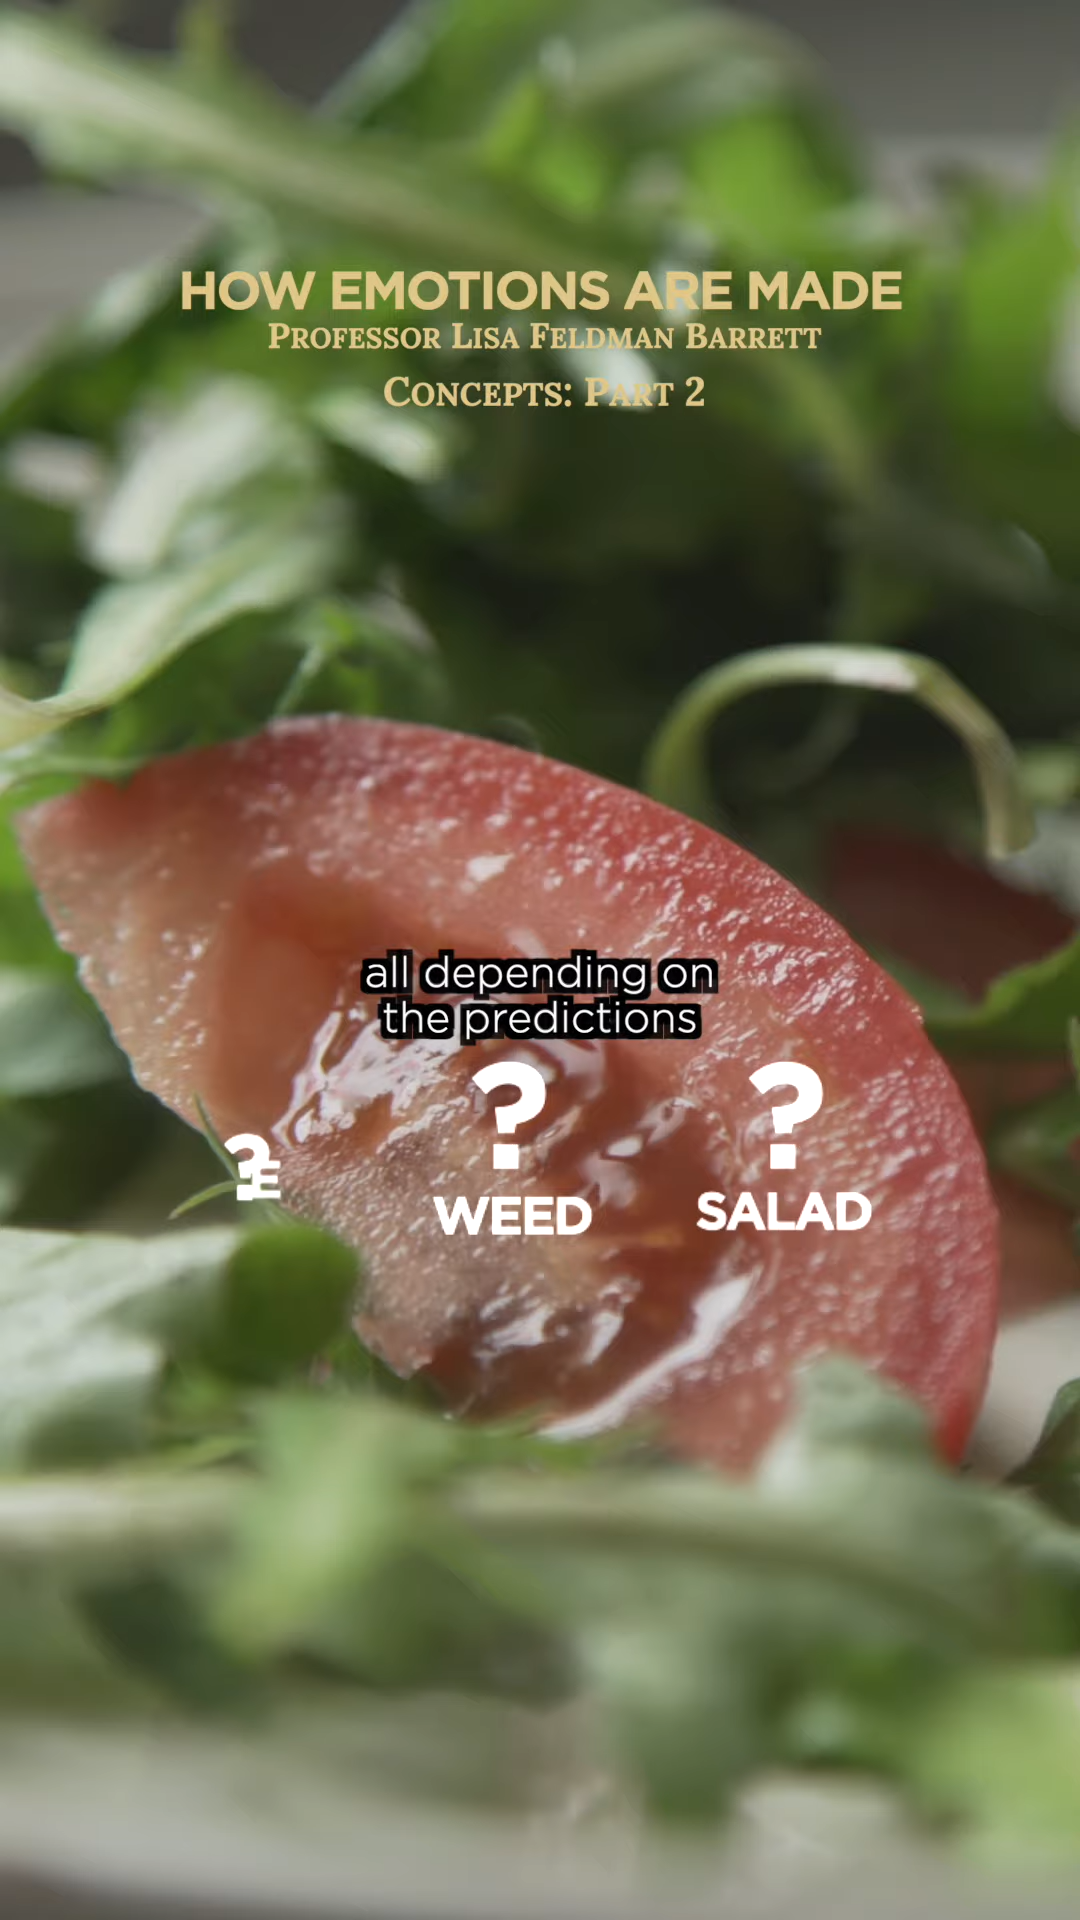 HOW EMOTIONS ARE MADE
PROFESSOR LISA FELDMAN BARRETT
CONCEPTS: PART 2
all depending on
the predictions
? ?
WEED SALAD